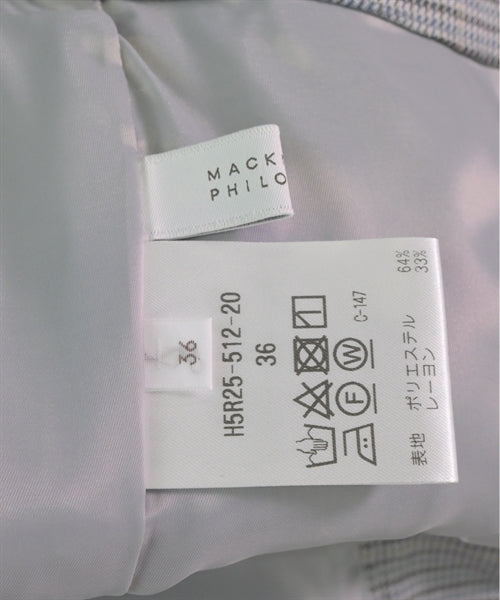 MACK
PHILO
36
H5R25-512-20
36
C-147
F W
表地 ポリエステル 64%
レーヨン 33%